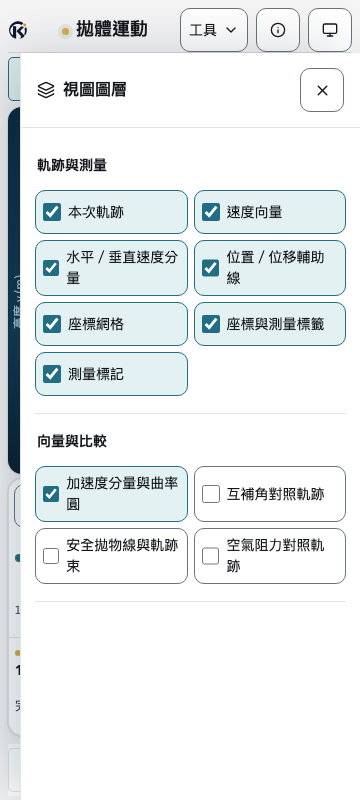 拋體運動
工具
視圖圖層
軌跡與測量
本次軌跡
速度向量
水平 / 垂直速度分
量
位置 / 位移輔助
線
座標網格
座標與測量標籤
測量標記
向量與比較
加速度分量與曲率
圓
互補角對照軌跡
安全拋物線與軌跡
束
空氣阻力對照軌
跡